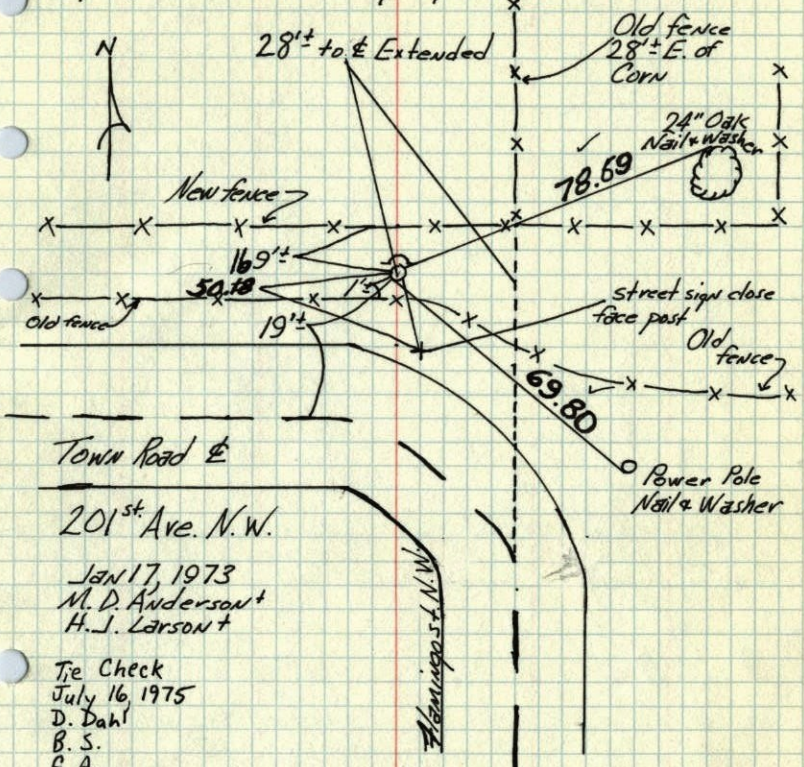 N
28'± to ℄ Extended
Old fence
28'± E. of
Corn
24" Oak
Nail & Washer
78.69
New fence
169'±
50.18
1'±
Old fence
19'±
street sign close
face post
Old
fence
69.80
Town Road ℄
Power Pole
Nail & Washer
201st Ave. N.W.
Jan 17, 1973
M. D. Anderson
H. J. Larson
Flamingo st. N.W.
Tie Check
July 16, 1975
D. Dahl
B. S.